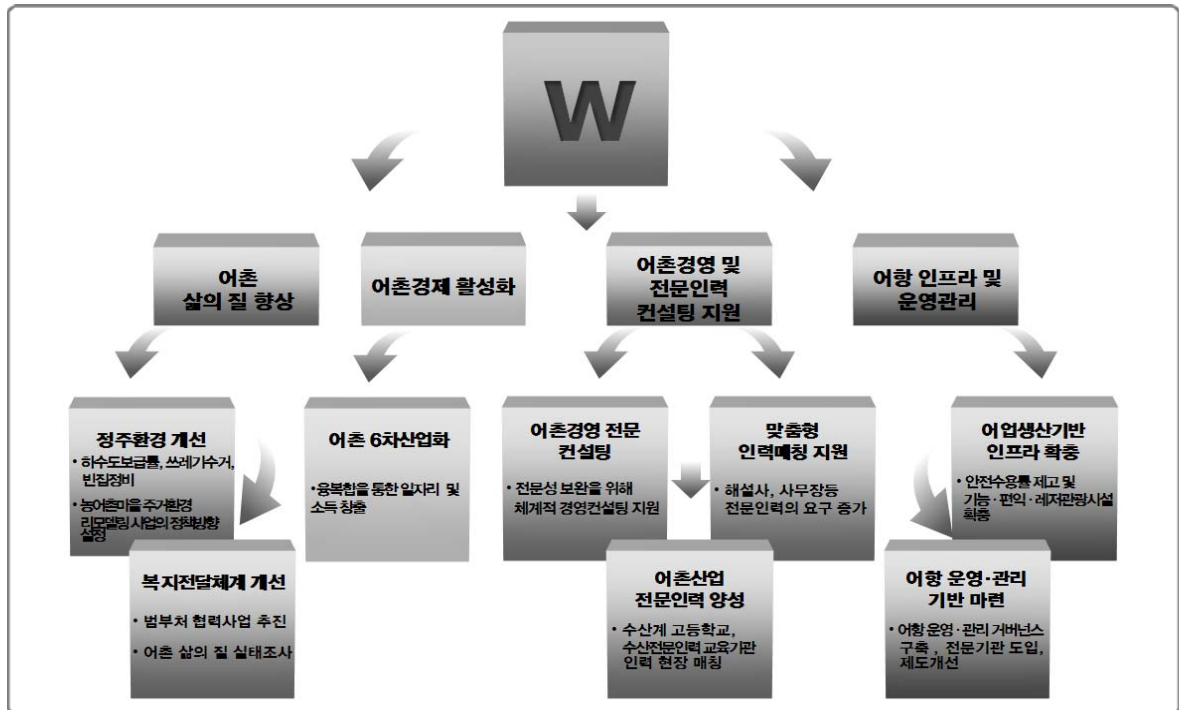 W
어촌
삶의 질 향상
어촌경제 활성화
어촌경영 및
전문인력
컨설팅 지원
어항 인프라 및
운영관리
정주환경 개선
• 하수도보급률, 쓰레기수거,
빈집정비
• 농어촌마을 주거환경
리모델링 사업의 정책방향
설정
어촌 6차산업화
• 융복합을 통한 일자리 및
소득 창출
어촌경영 전문
컨설팅
• 전문성 보완을 위해
체계적 경영컨설팅 지원
맞춤형
인력매칭 지원
• 해설사, 사무장등
전문인력의 요구 증가
어업생산기반
인프라 확충
• 안전수용률 제고 및
기능·편익·레저관광시설
확충
복지전달체계 개선
• 범부처 협력사업 추진
• 어촌 삶의 질 실태조사
어촌산업
전문인력 양성
• 수산계 고등학교,
수산전문인력 교육기관
인력 현장 매칭
어항 운영·관리
기반 마련
• 어항 운영·관리 거버넌스
구축, 전문기관 도입,
제도개선